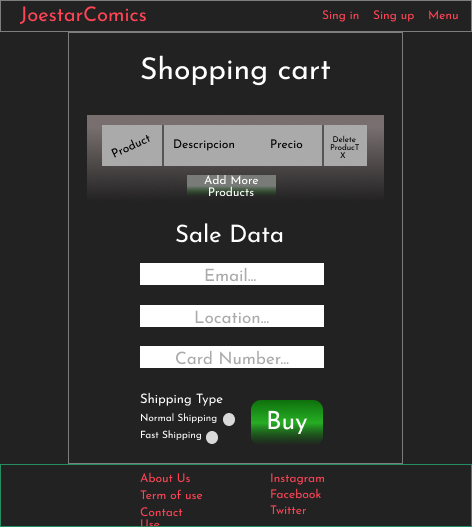 JoestarComics
Sing in Sing up Menu
Shopping cart
Product Descripcion Precio Delete
ProducT
X
Add More
Products
Sale Data
Email...
Location...
Card Number...
Shipping Type
Normal Shipping
Fast Shipping
Buy
About Us
Term of use
Contact
Use
Instagram
Facebook
Twitter